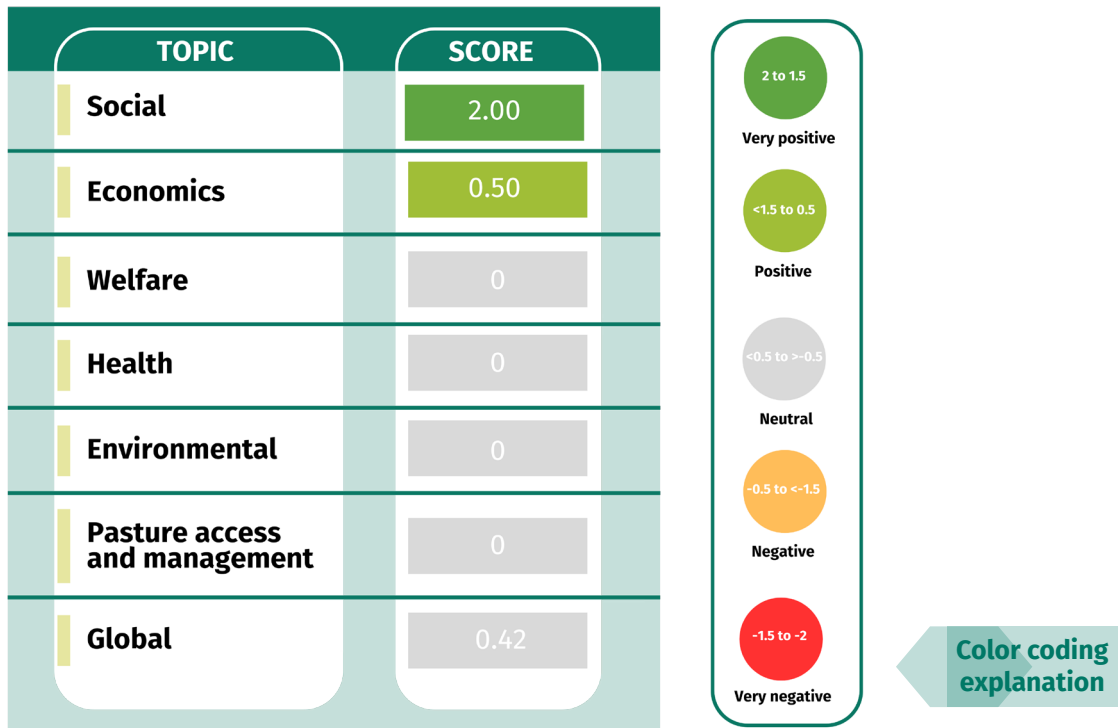 TOPIC SCORE
Social 2.00
Economics 0.50
Welfare 0
Health 0
Environmental 0
Pasture access
and management 0
Global 0.42
2 to 1.5
Very positive
<1.5 to 0.5
Positive
<0.5 to >-0.5
Neutral
-0.5 to <-1.5
Negative
-1.5 to -2
Very negative
Color coding
explanation